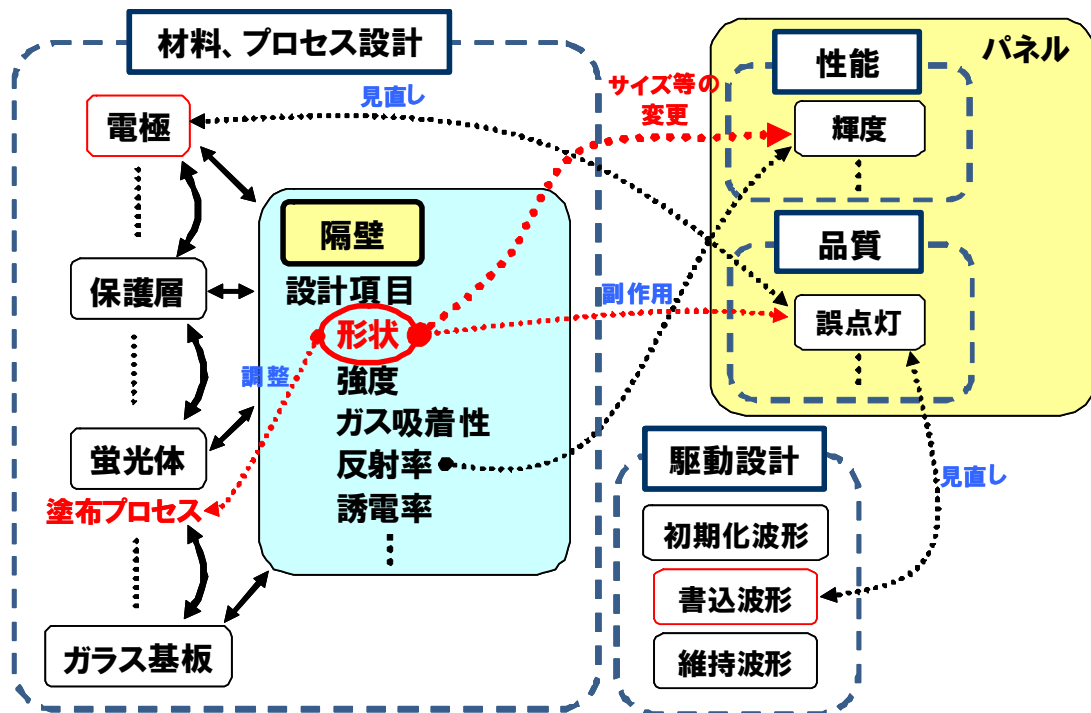 材料、プロセス設計
見直し
電極
保護層
調整
蛍光体
塗布プロセス
ガラス基板
隔壁
設計項目
形状
強度
ガス吸着性
反射率
誘電率
サイズ等の
変更
副作用
パネル
性能
輝度
品質
誤点灯
見直し
駆動設計
初期化波形
書込波形
維持波形